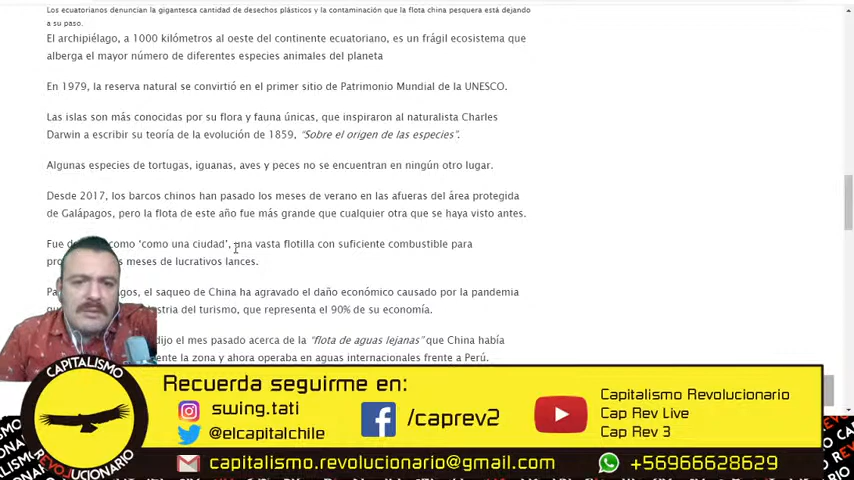 Los ecuatorianos denuncian la gigantesca cantidad de desechos plásticos y la contaminación que la flota china pesquera está dejando
a su paso.
El archipiélago, a 1000 kilómetros al oeste del continente ecuatoriano, es un frágil ecosistema que
alberga el mayor número de diferentes especies animales del planeta
En 1979, la reserva natural se convirtió en el primer sitio de Patrimonio Mundial de la UNESCO.
Las islas son más conocidas por su flora y fauna únicas, que inspiraron al naturalista Charles
Darwin a escribir su teoría de la evolución de 1859, "Sobre el origen de las especies".
Algunas especies de tortugas, iguanas, aves y peces no se encuentran en ningún otro lugar.
Desde 2017, los barcos chinos han pasado los meses de verano en las afueras del área protegida
de Galápagos, pero la flota de este año fue más grande que cualquier otra que se haya visto antes.
Fue como 'como una ciudad', una vasta flotilla con suficiente combustible para
meses de lucrativos lances.
el saqueo de China ha agravado el daño económico causado por la pandemia
del turismo, que representa el 90% de su economía.
dijo el mes pasado acerca de la "flota de aguas lejanas" que China había
la zona y ahora operaba en aguas internacionales frente a Perú.
CAPITALISMO
REVOLUCIONARIO
Recuerda seguirme en:
swing.tati
@elcapitalchile
/caprev2
Capitalismo Revolucionario
Cap Rev Live
Cap Rev 3
capitalismo.revolucionario@gmail.com
+56966628629